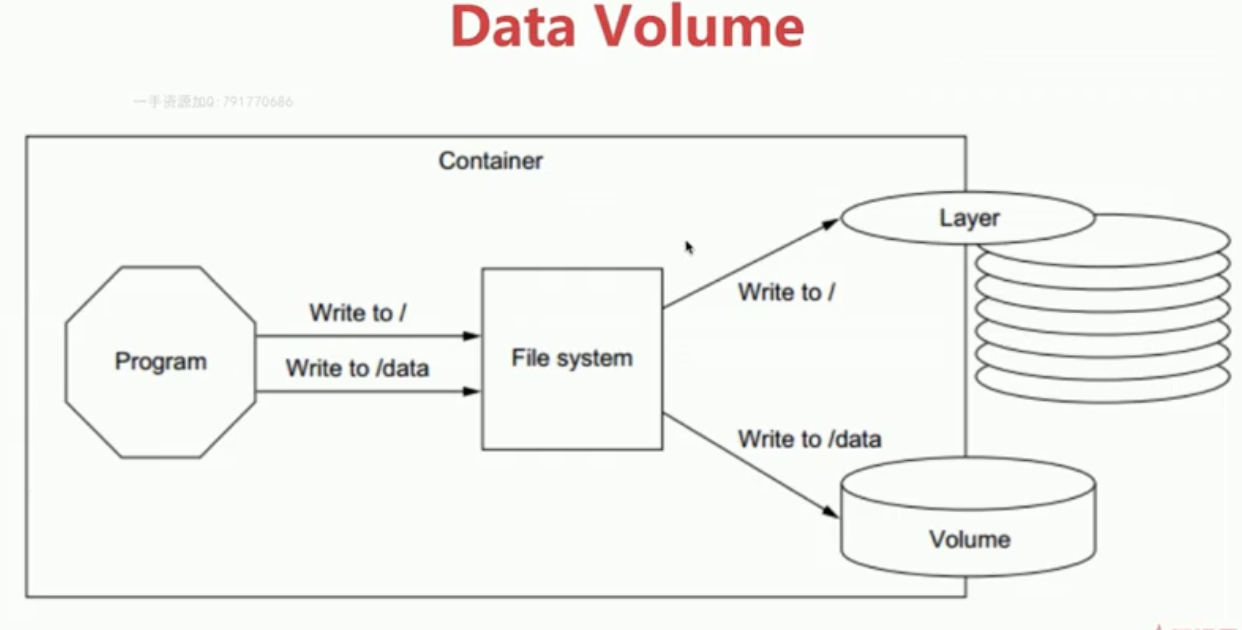 Data Volume
一手资源加Q:791770686
Container
Layer
Write to /
Write to /
Program
File system
Write to /data
Write to /data
Volume